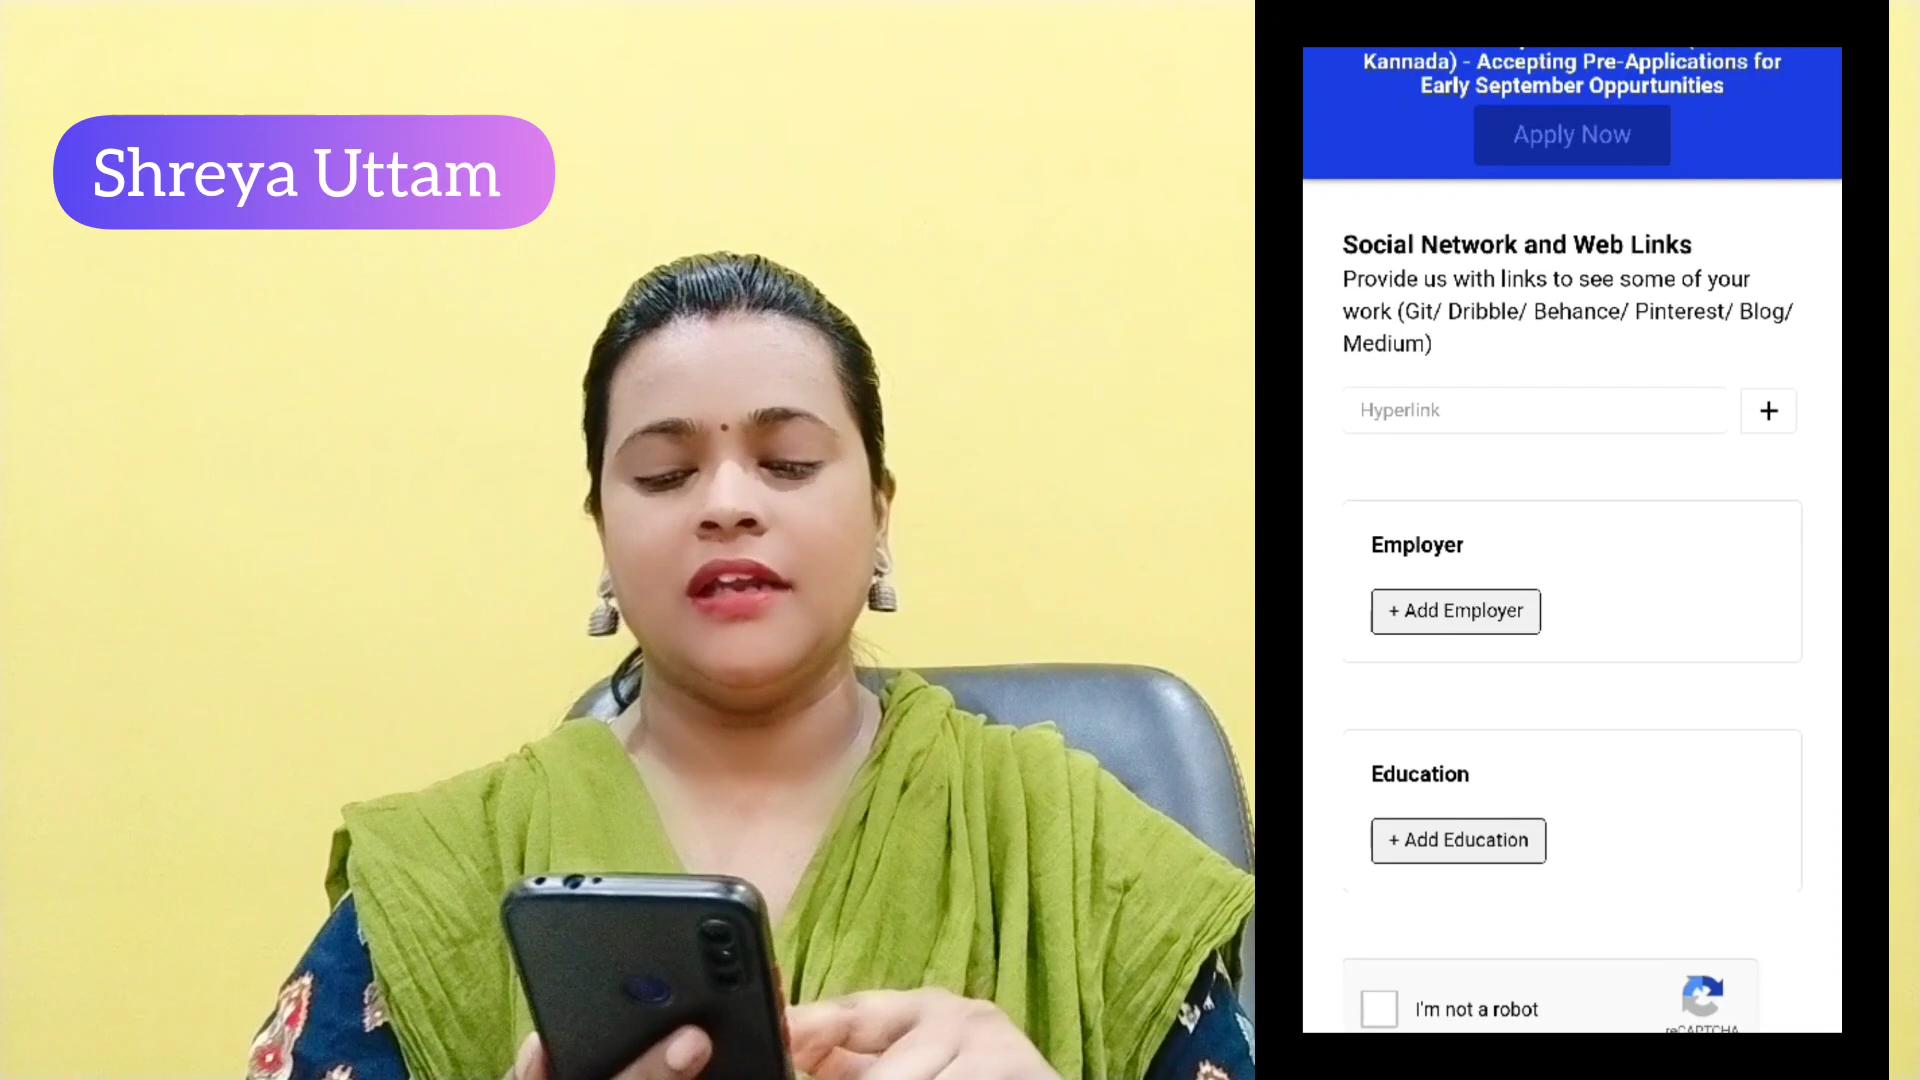 Shreya Uttam
Kannada) - Accepting Pre-Applications for
Early September Oppurtunities
Apply Now
Social Network and Web Links
Provide us with links to see some of your
work (Git/ Dribble/ Behance/ Pinterest/ Blog/
Medium)
Hyperlink
+
Employer
+ Add Employer
Education
+ Add Education
I'm not a robot
reCAPTCHA